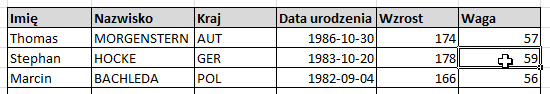 Imię Nazwisko Kraj Data urodzenia Wzrost Waga
Thomas MORGENSTERN AUT 1986-10-30 174 57
Stephan HOCKE GER 1983-10-20 178 59
Marcin BACHLEDA POL 1982-09-04 166 56